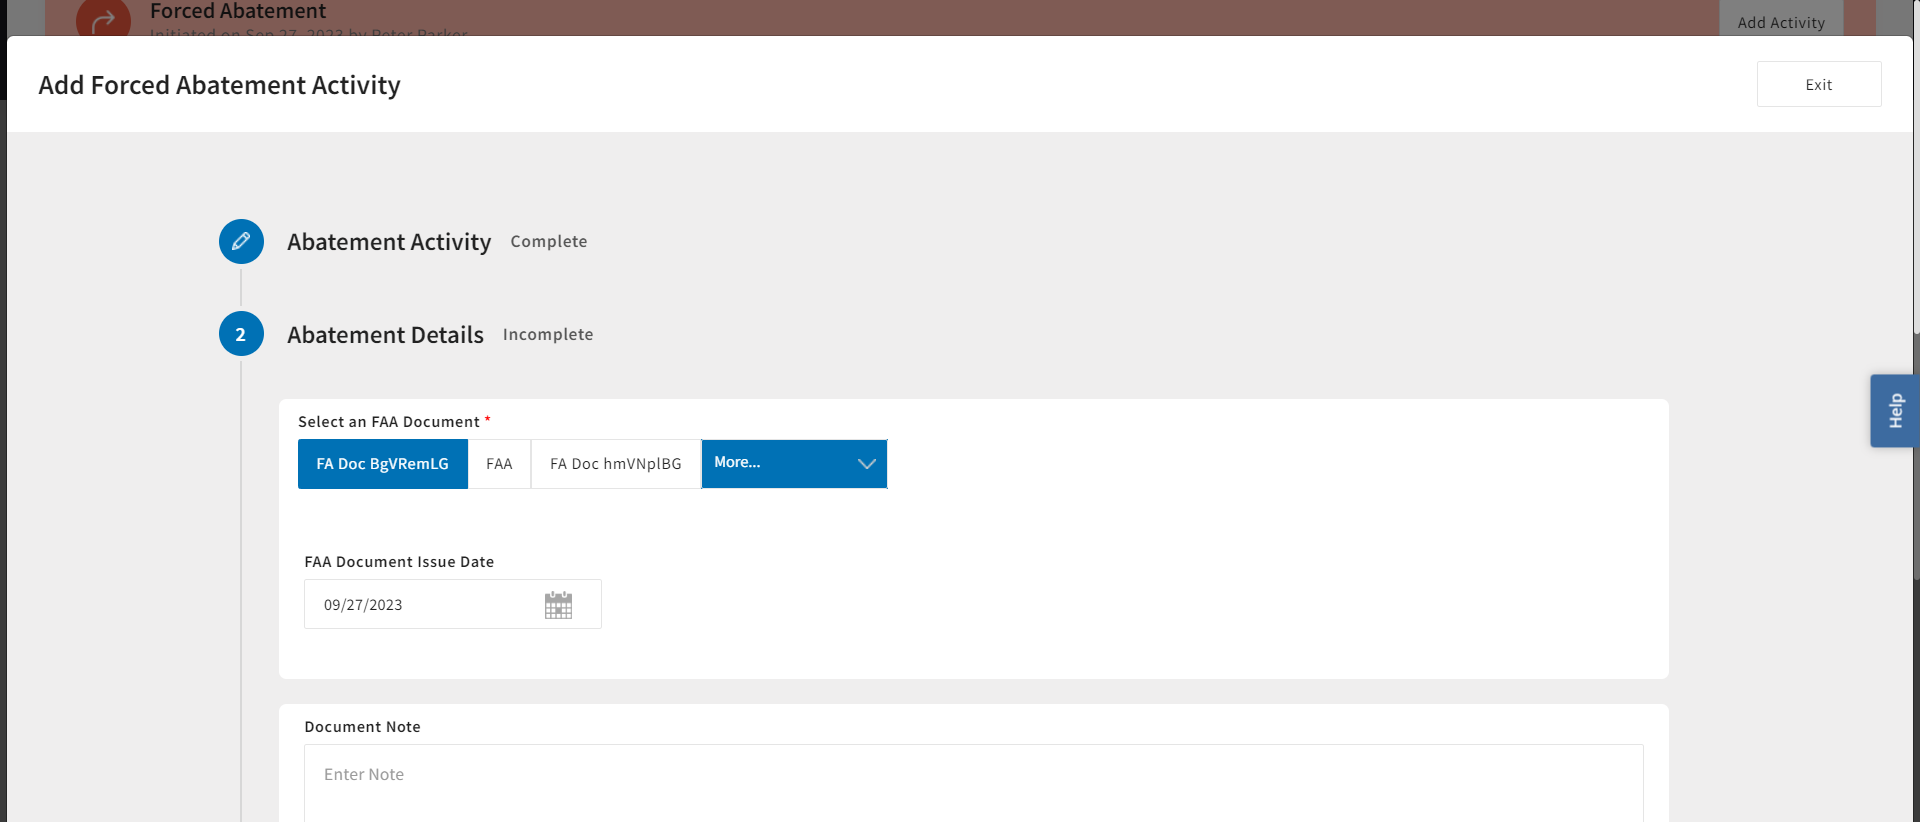 Forced Abatement
Initiated on Sep 27, 2023 by Peter Parker
Add Activity
Add Forced Abatement Activity
Exit
Abatement Activity Complete
2 Abatement Details Incomplete
Help
Select an FAA Document *
FA Doc BgVRemLG FAA FA Doc hmVNplBG More...
FAA Document Issue Date
09/27/2023
Document Note
Enter Note